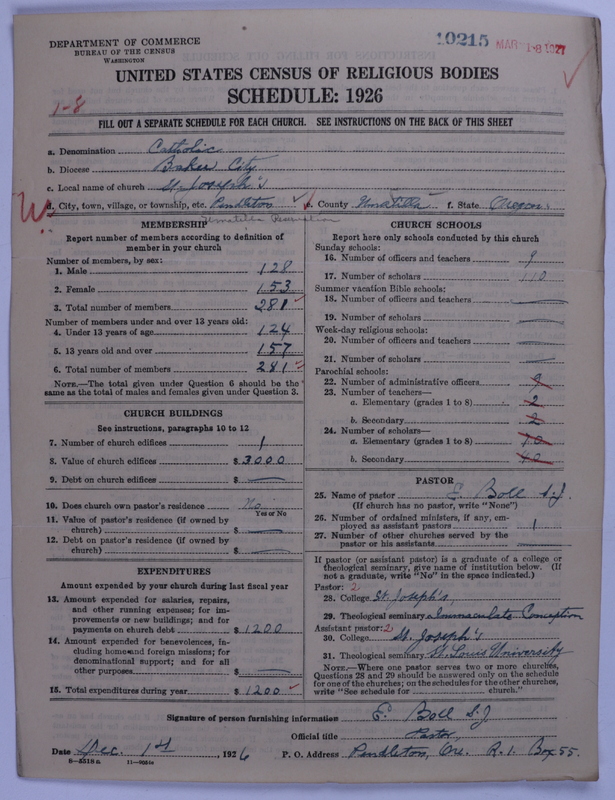 DEPARTMENT OF COMMERCE
BUREAU OF THE CENSUS
WASHINGTON
19215 MAR 18 1927
UNITED STATES CENSUS OF RELIGIOUS BODIES
SCHEDULE: 1926
1-8
FILL OUT A SEPARATE SCHEDULE FOR EACH CHURCH. SEE INSTRUCTIONS ON THE BACK OF THIS SHEET
a. Denomination Catholic
b. Diocese Baker City
c. Local name of church St. Joseph's
d. City, town, village, or township, etc. Pendleton e. County Umatilla f. State Oregon
Umatilla Reservation
MEMBERSHIP
Report number of members according to definition of
member in your church
Number of members, by sex:
1. Male 128
2. Female 153
3. Total number of members 281
Number of members under and over 13 years old:
4. Under 13 years of age 124
5. 13 years old and over 157
6. Total number of members 281
NOTE.—The total given under Question 6 should be the
same as the total of males and females given under Question 3.
CHURCH BUILDINGS
See instructions, paragraphs 10 to 12
7. Number of church edifices 1
8. Value of church edifices $ 3000
9. Debt on church edifices $ —
10. Does church own pastor's residence No
Yes or No
11. Value of pastor's residence (if owned by
church) $ —
12. Debt on pastor's residence (if owned by
church) $ —
EXPENDITURES
Amount expended by your church during last fiscal year
13. Amount expended for salaries, repairs,
and other running expenses; for im-
provements or new buildings; and for
payments on church debt $ 1200
14. Amount expended for benevolences, in-
cluding home and foreign missions; for
denominational support; and for all
other purposes $ —
15. Total expenditures during year $ 1200
CHURCH SCHOOLS
Report here only schools conducted by this church
Sunday schools:
16. Number of officers and teachers 9
17. Number of scholars 110
Summer vacation Bible schools:
18. Number of officers and teachers —
19. Number of scholars —
Week-day religious schools:
20. Number of officers and teachers —
21. Number of scholars —
Parochial schools:
22. Number of administrative officers 9
23. Number of teachers—
a. Elementary (grades 1 to 8) 2
b. Secondary 2
24. Number of scholars—
a. Elementary (grades 1 to 8)
b. Secondary 40
PASTOR
25. Name of pastor E. Boll S.J.
(If church has no pastor, write "None")
26. Number of ordained ministers, if any, em-
ployed as assistant pastors 1
27. Number of other churches served by the
pastor or his assistants —
If pastor (or assistant pastor) is a graduate of a college or
theological seminary, give name of institution below. (If
not a graduate, write "No" in the space indicated.)
Pastor: 2
28. College St. Joseph's
29. Theological seminary Immaculate Conception
Assistant pastor: 2
30. College St. Joseph's
31. Theological seminary St. Louis University
NOTE.—Where one pastor serves two or more churches,
Questions 28 and 29 should be answered only on the schedule
for one of the churches; on the schedules for the other churches,
write "See schedule for church."
Signature of person furnishing information E. Boll S.J.
Official title Pastor,
Date Dec. 14, 1926 P. O. Address Pendleton, Ore. R. 1. Box 55.
8—5518 a 11—9054a